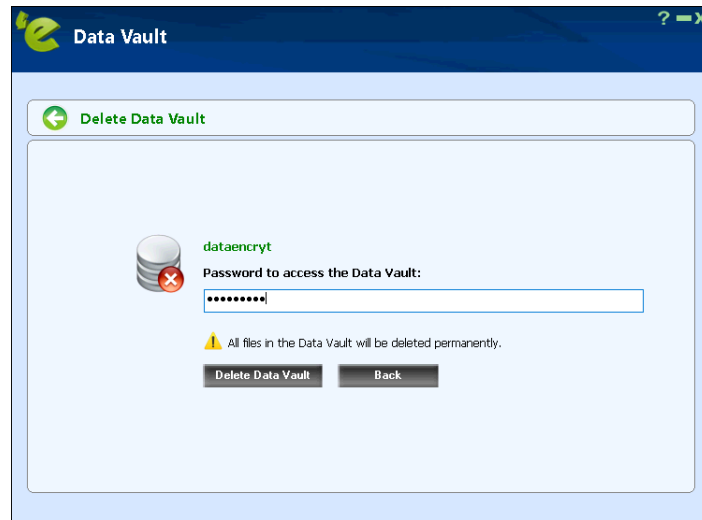 ? – X
Data Vault
Delete Data Vault
dataencryt
Password to access the Data Vault:
•••••••••
All files in the Data Vault will be deleted permanently.
Delete Data Vault
Back